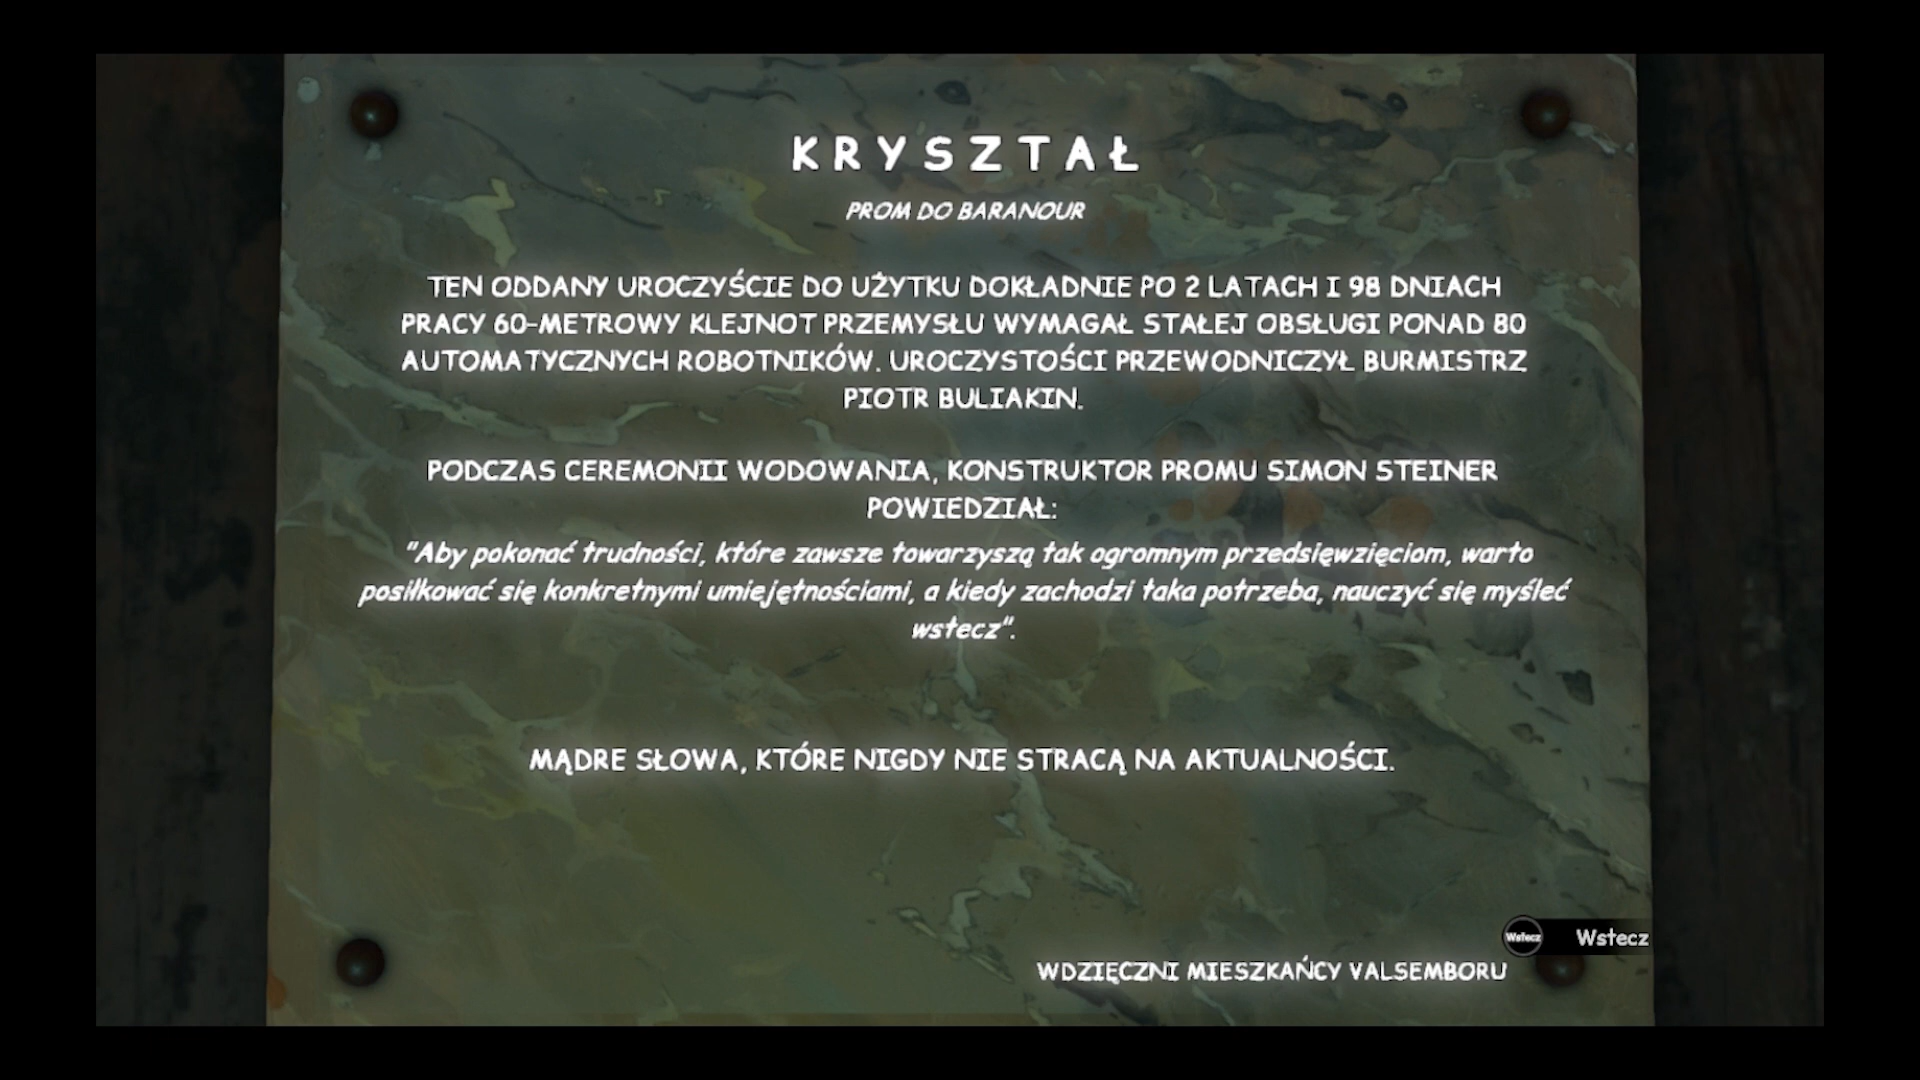 KRYSZTAŁ
PROM DO BARANOUR
TEN ODDANY UROCZYŚCIE DO UŻYTKU DOKŁADNIE PO 2 LATACH I 98 DNIACH
PRACY 60-METROWY KLEJNOT PRZEMYSŁU WYMAGAŁ STAŁEJ OBSŁUGI PONAD 80
AUTOMATYCZNYCH ROBOTNIKÓW. UROCZYSTOŚCI PRZEWODNICZYŁ BURMISTRZ
PIOTR BULIAKIN.
PODCZAS CEREMONII WODOWANIA, KONSTRUKTOR PROMU SIMON STEINER
POWIEDZIAŁ:
"Aby pokonać trudności, które zawsze towarzyszą tak ogromnym przedsięwzięciom, warto
posiłkować się konkretnymi umiejętnościami, a kiedy zachodzi taka potrzeba, nauczyć się myśleć
wstecz".
MĄDRE SŁOWA, KTÓRE NIGDY NIE STRACĄ NA AKTUALNOŚCI.
Wstecz Wstecz
WDZIĘCZNI MIESZKAŃCY VALSEMBORU